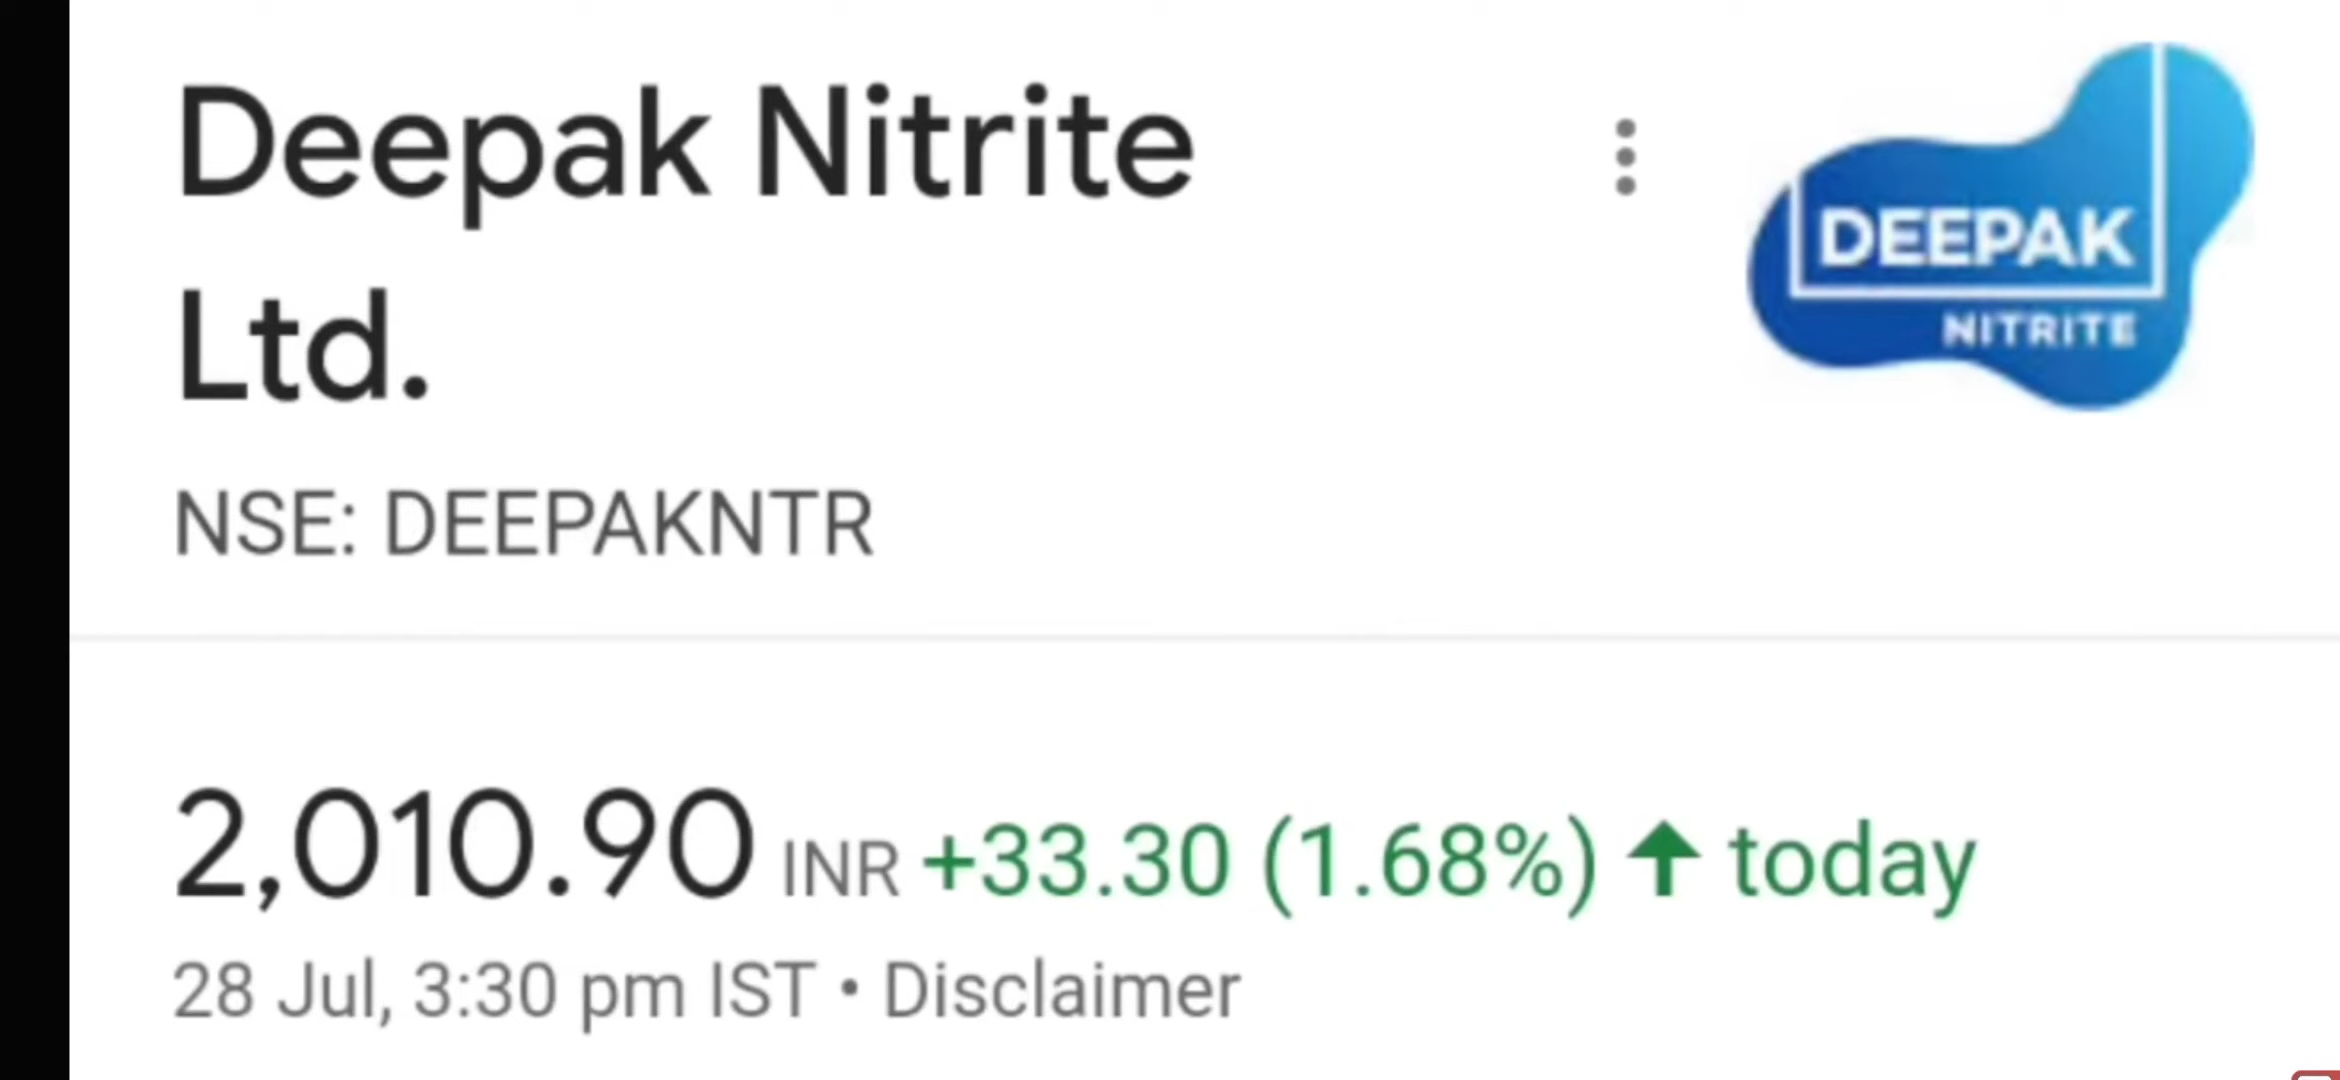 Deepak Nitrite
Ltd.
NSE: DEEPAKNTR
DEEPAK
NITRITE
2,010.90 INR +33.30 (1.68%) ↑ today
28 Jul, 3:30 pm IST • Disclaimer